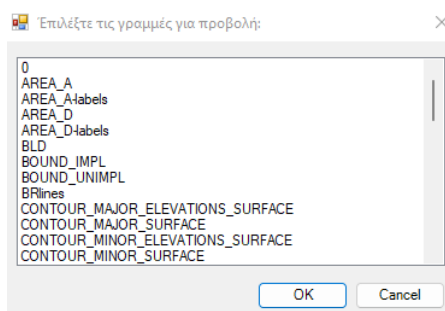 Έπιλέξτε τις γραμμές για προβολή:
0
AREA_A
AREA_A-labels
AREA_D
AREA_D-labels
BLD
BOUND_IMPL
BOUND_UNIMPL
BRlines
CONTOUR_MAJOR_ELEVATIONS_SURFACE
CONTOUR_MAJOR_SURFACE
CONTOUR_MINOR_ELEVATIONS_SURFACE
CONTOUR_MINOR_SURFACE
OK Cancel